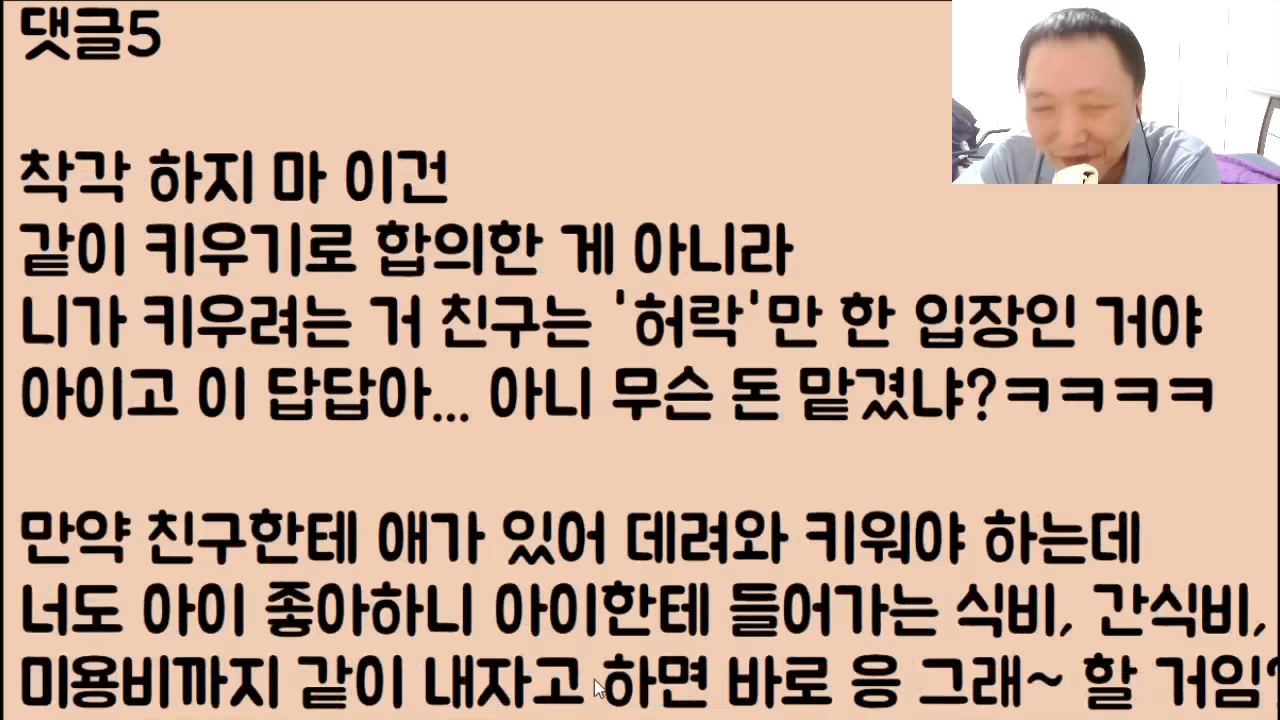 댓글5
착각 하지 마 이건
같이 키우기로 합의한 게 아니라
니가 키우려는 거 친구는 '허락'만 한 입장인 거야
아이고 이 답답아... 아니 무슨 돈 맡겼냐?ㅋㅋㅋㅋ
만약 친구한테 애가 있어 데려와 키워야 하는데
너도 아이 좋아하니 아이한테 들어가는 식비, 간식비,
미용비까지 같이 내자고 하면 바로 응 그래~ 할 거임?